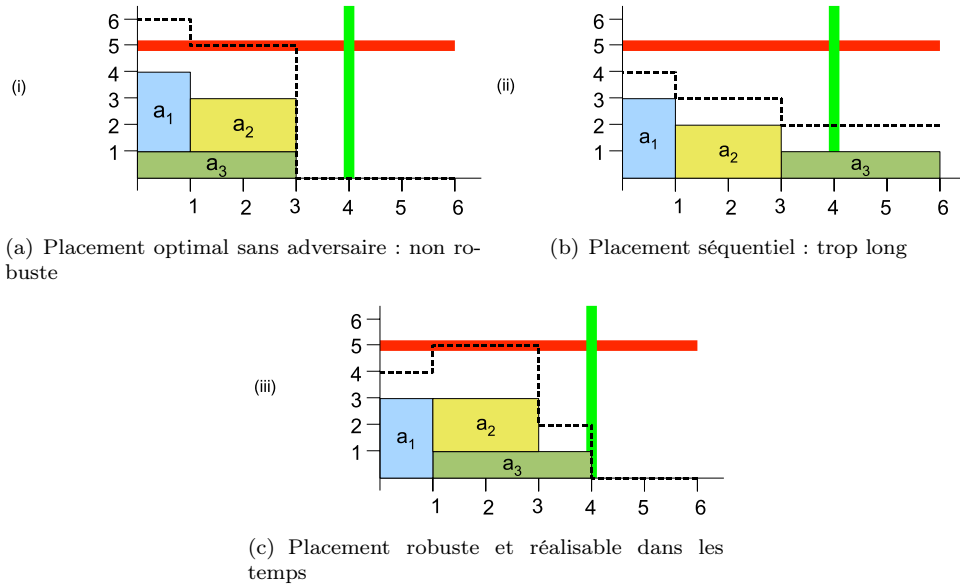 6
5
4
3
2
1
(i)
a1
a2
a3
1 2 3 4 5 6
(a) Placement optimal sans adversaire : non ro-
buste
6
5
4
3
2
1
(ii)
a1
a2
a3
1 2 3 4 5 6
(b) Placement séquentiel : trop long
6
5
4
3
2
1
(iii)
a1
a2
a3
1 2 3 4 5 6
(c) Placement robuste et réalisable dans les
temps